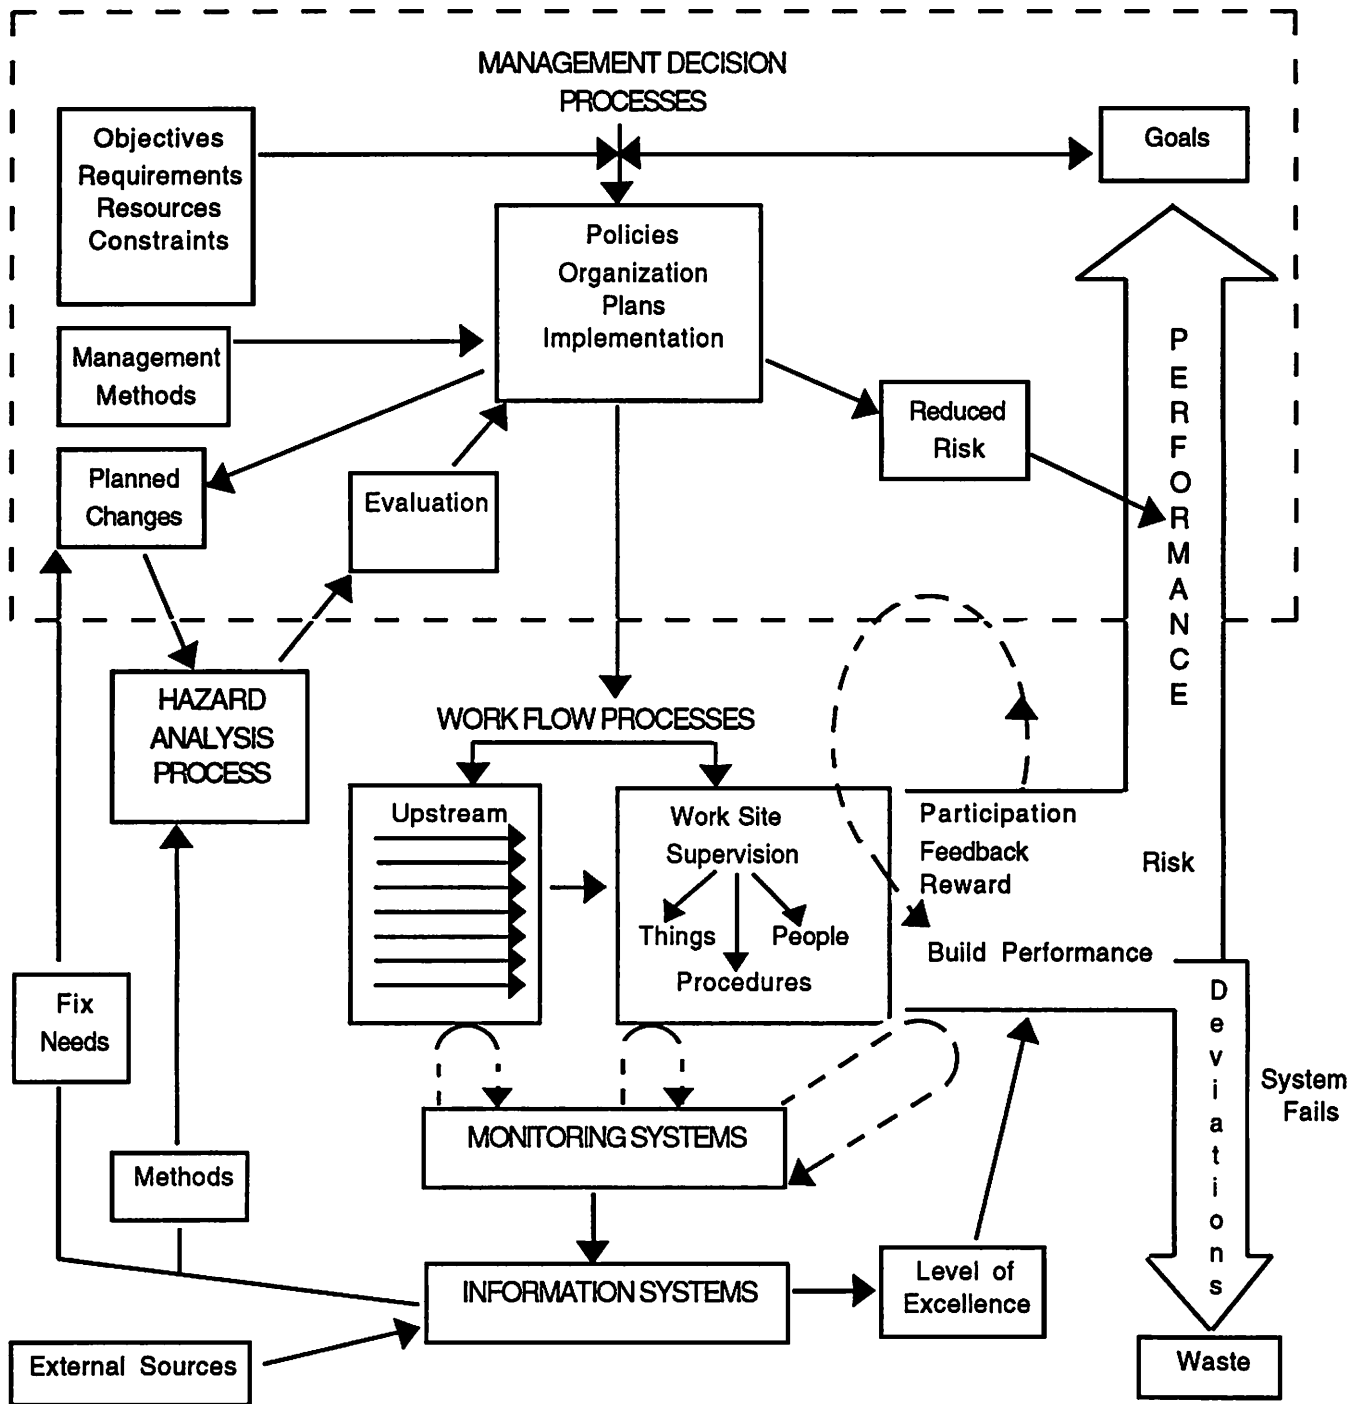 MANAGEMENT DECISION
PROCESSES
Objectives
Requirements
Resources
Constraints
Goals
Policies
Organization
Plans
Implementation
Management
Methods
Reduced
Risk
Planned
Changes
Evaluation
PERFORMANCE
HAZARD
ANALYSIS
PROCESS
WORK FLOW PROCESSES
Upstream
Work Site
Supervision
Things
People
Procedures
Participation
Feedback
Reward
Risk
Build Performance
Fix
Needs
Deviations
System
Fails
MONITORING SYSTEMS
Methods
INFORMATION SYSTEMS
Level of
Excellence
External Sources
Waste